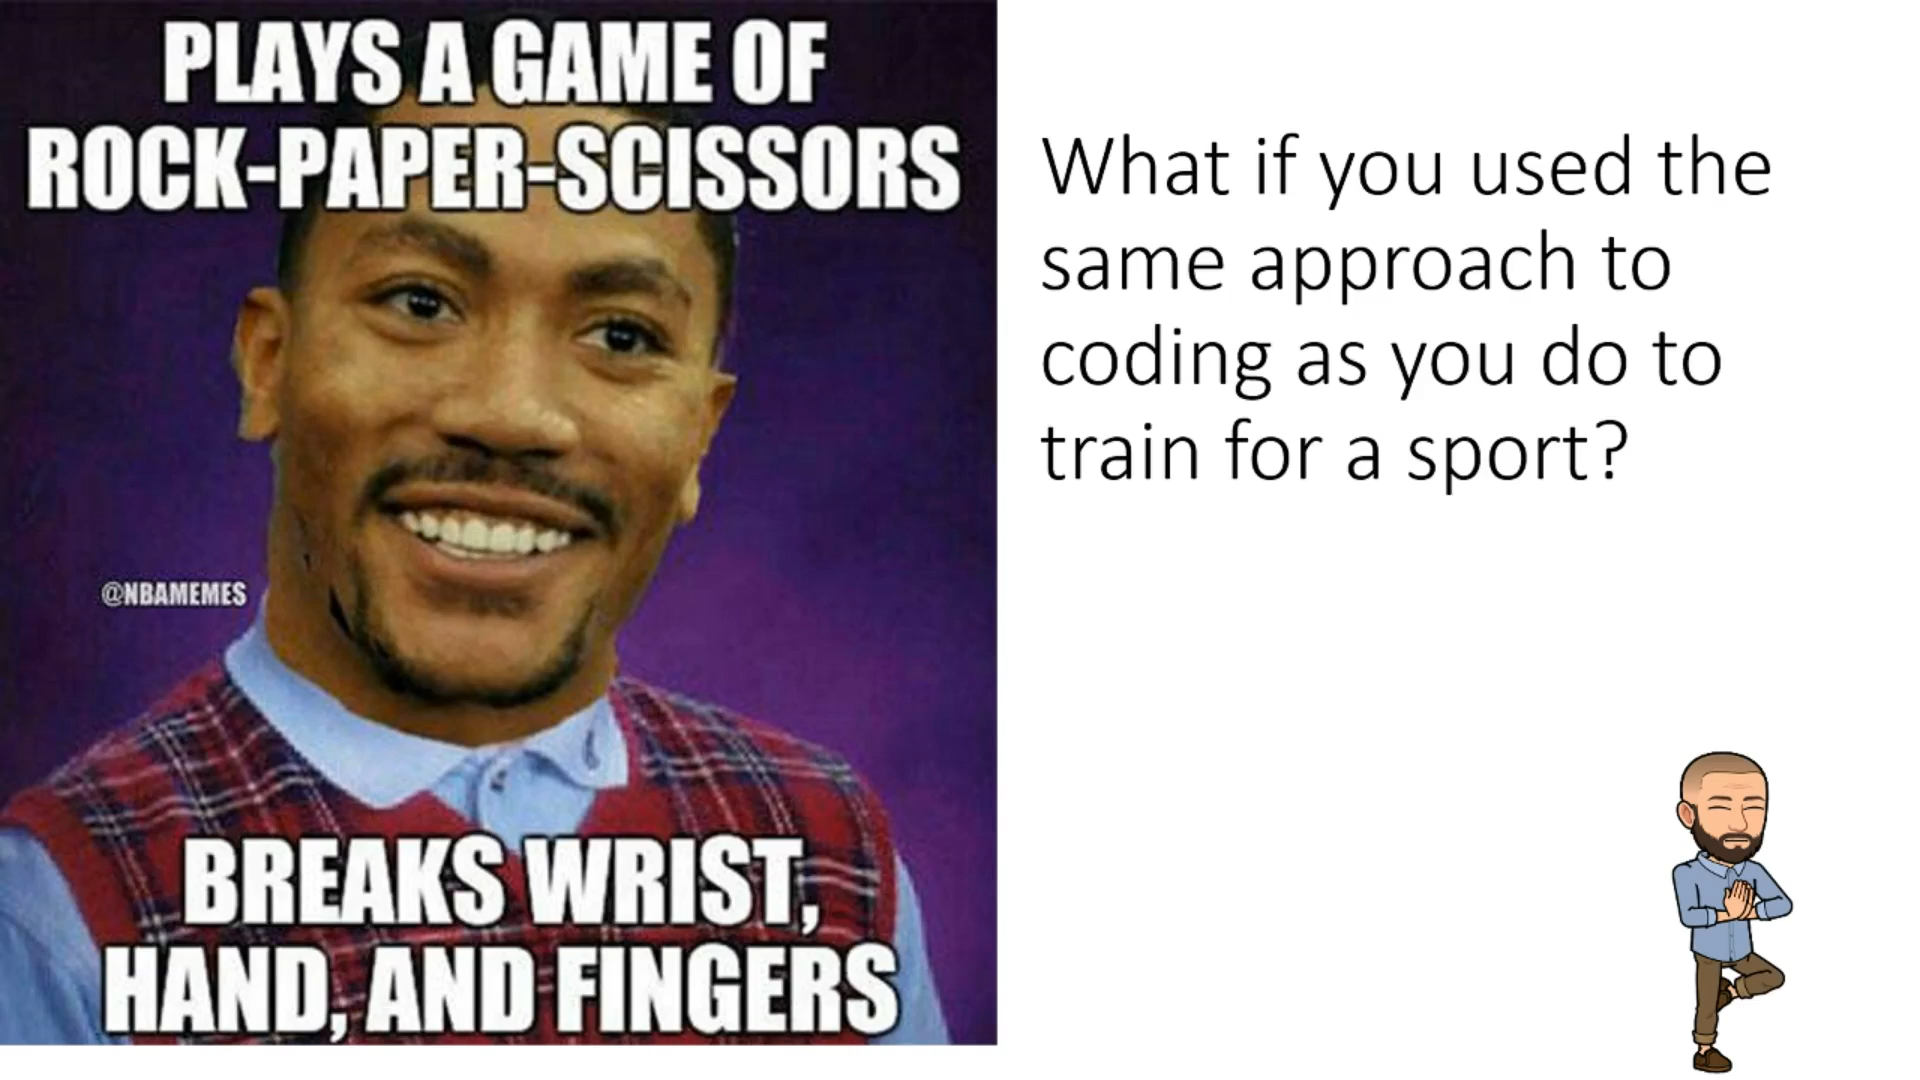 PLAYS A GAME OF
ROCK-PAPER-SCISSORS
@NBAMEMES
BREAKS WRIST,
HAND, AND FINGERS
What if you used the
same approach to
coding as you do to
train for a sport?